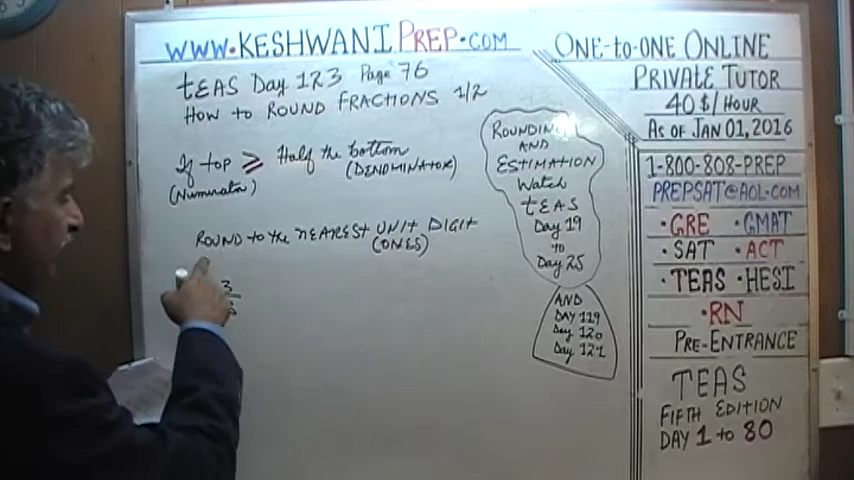 WWW.KESHWANIPREP.COM
tEAS Day 123 Page 76
HOW to ROUND FRACTIONS 1/2
If top ≥ Half the bottom
(Numerator) (DENOMINATOR)
ROUND to the NEAREST UNIT DIGIT
(ONES)
3
ROUNDING
AND
ESTIMATION
Watch
tEAS
Day 19
to
Day 25
AND
DAY 119
Day 120
Day 121
ONE-to-ONE ONLINE
PRIVATE TUTOR
40$/HOUR
AS OF JAN 01, 2016
1-800-808-PREP
PREPSAT@AOL.COM
•GRE •GMAT
•SAT •ACT
•TEAS •HESI
•RN
PRE-ENTRANCE
TEAS
FIFTH EDITION
DAY 1 to 80